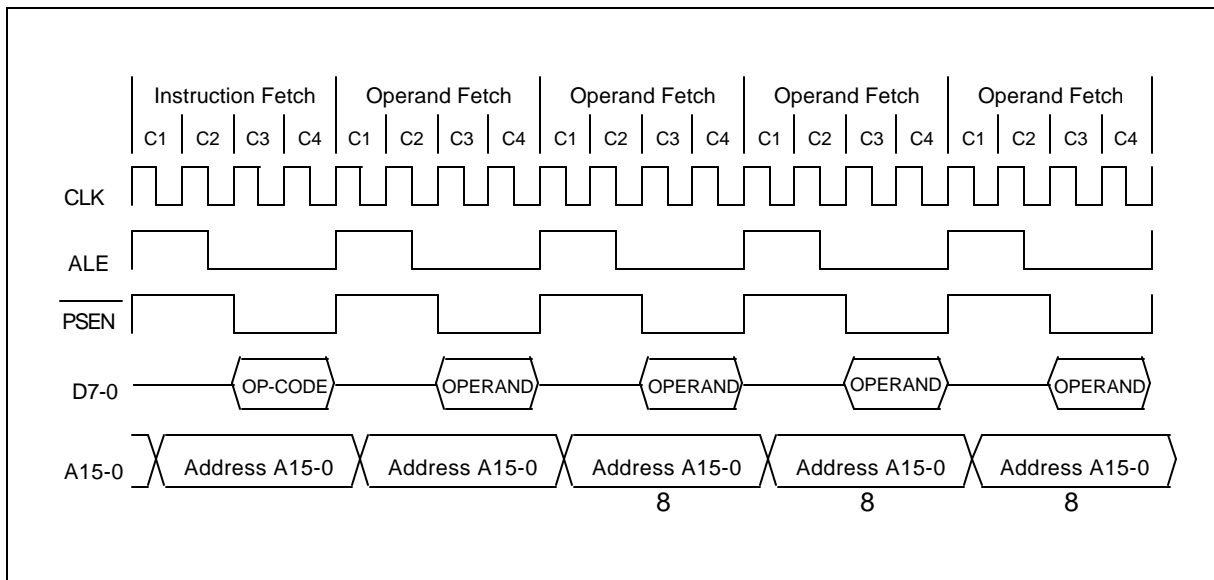 Instruction Fetch Operand Fetch Operand Fetch Operand Fetch Operand Fetch
C1 C2 C3 C4 C1 C2 C3 C4 C1 C2 C3 C4 C1 C2 C3 C4 C1 C2 C3 C4
CLK
ALE
PSEN
D7-0 OP-CODE OPERAND OPERAND OPERAND OPERAND
A15-0 Address A15-0 Address A15-0 Address A15-0 Address A15-0 Address A15-0
8 8 8